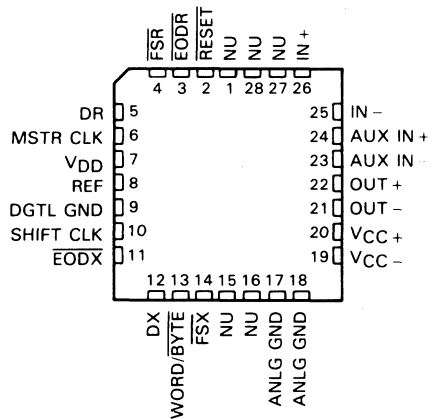 FSR
EODR
RESET
NU
NU
NU
IN +
4
3
2
1
28
27
26
DR 5
MSTR CLK 6
VDD 7
REF 8
DGTL GND 9
SHIFT CLK 10
EODX 11
25 IN −
24 AUX IN +
23 AUX IN
22 OUT +
21 OUT −
20 VCC +
19 VCC −
12
13
14
15
16
17
18
DX
WORD/BYTE
FSX
NU
NU
ANLG GND
ANLG GND